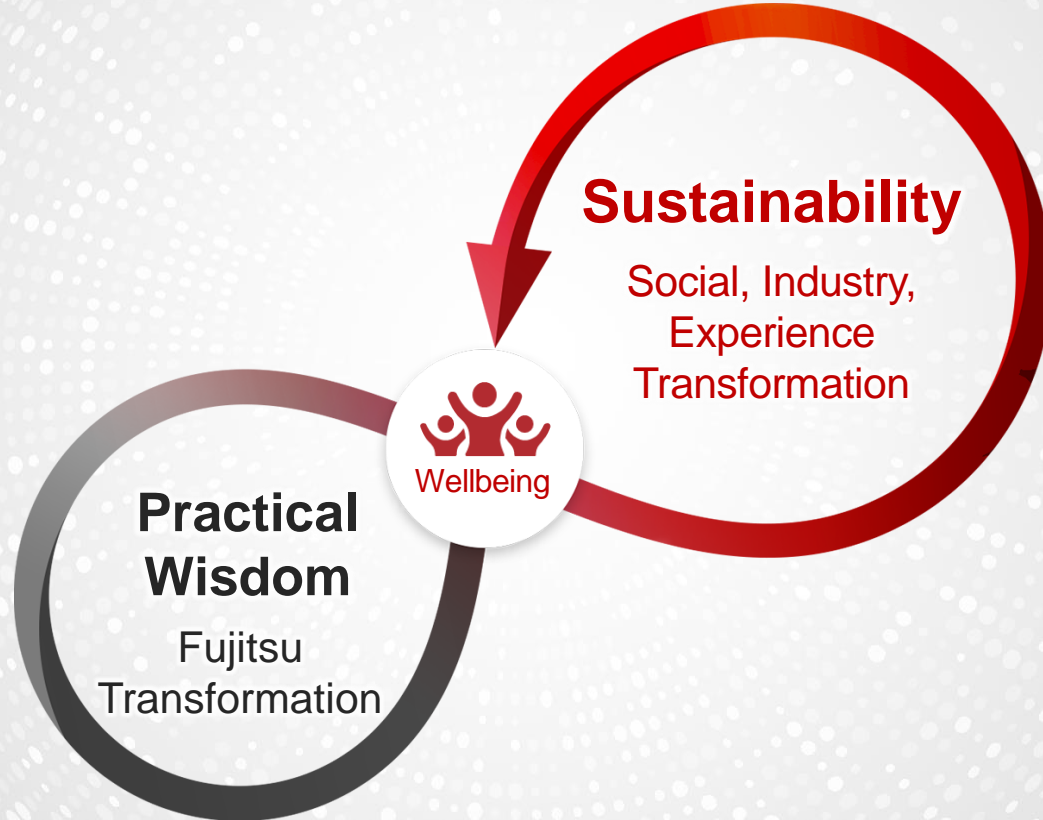 Sustainability
Social, Industry,
Experience
Transformation
Wellbeing
Practical
Wisdom
Fujitsu
Transformation